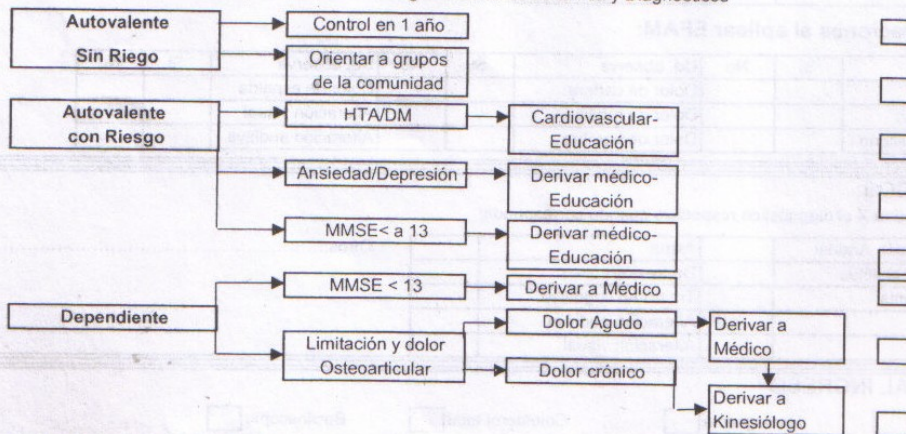 y Diagnósticos
Autovalente
Sin Riego
Control en 1 año
Orientar a grupos
de la comunidad
Autovalente
con Riesgo
HTA/DM
Cardiovascular-
Educación
Ansiedad/Depresión
Derivar médico-
Educación
MMSE< a 13
Derivar médico-
Educación
Dependiente
MMSE < 13
Derivar a Médico
Limitación y dolor
Osteoarticular
Dolor Agudo
Derivar a
Médico
Dolor crónico
Derivar a
Kinesiólogo